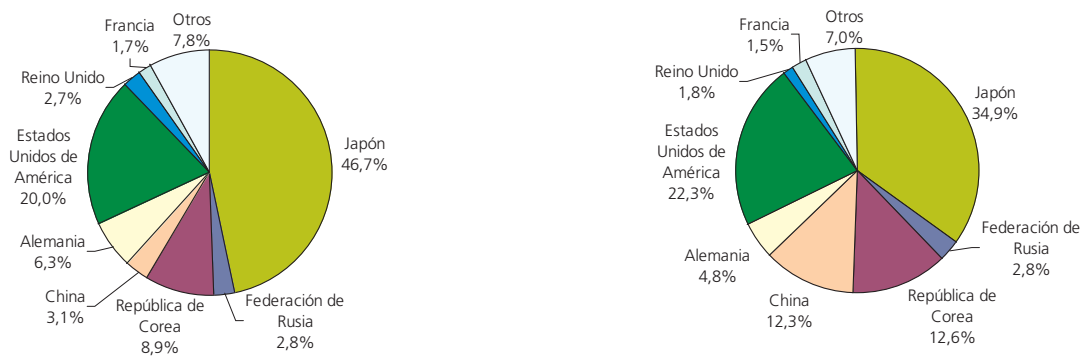 Otros
7,8%
Francia
1,7%
Reino Unido
2,7%
Estados
Unidos de
América
20,0%
Alemania
6,3%
China
3,1%
República de
Corea
8,9%
Federación de
Rusia
2,8%
Japón
46,7%
Otros
7,0%
Francia
1,5%
Reino Unido
1,8%
Estados
Unidos de
América
22,3%
Alemania
4,8%
China
12,3%
República de
Corea
12,6%
Federación de
Rusia
2,8%
Japón
34,9%